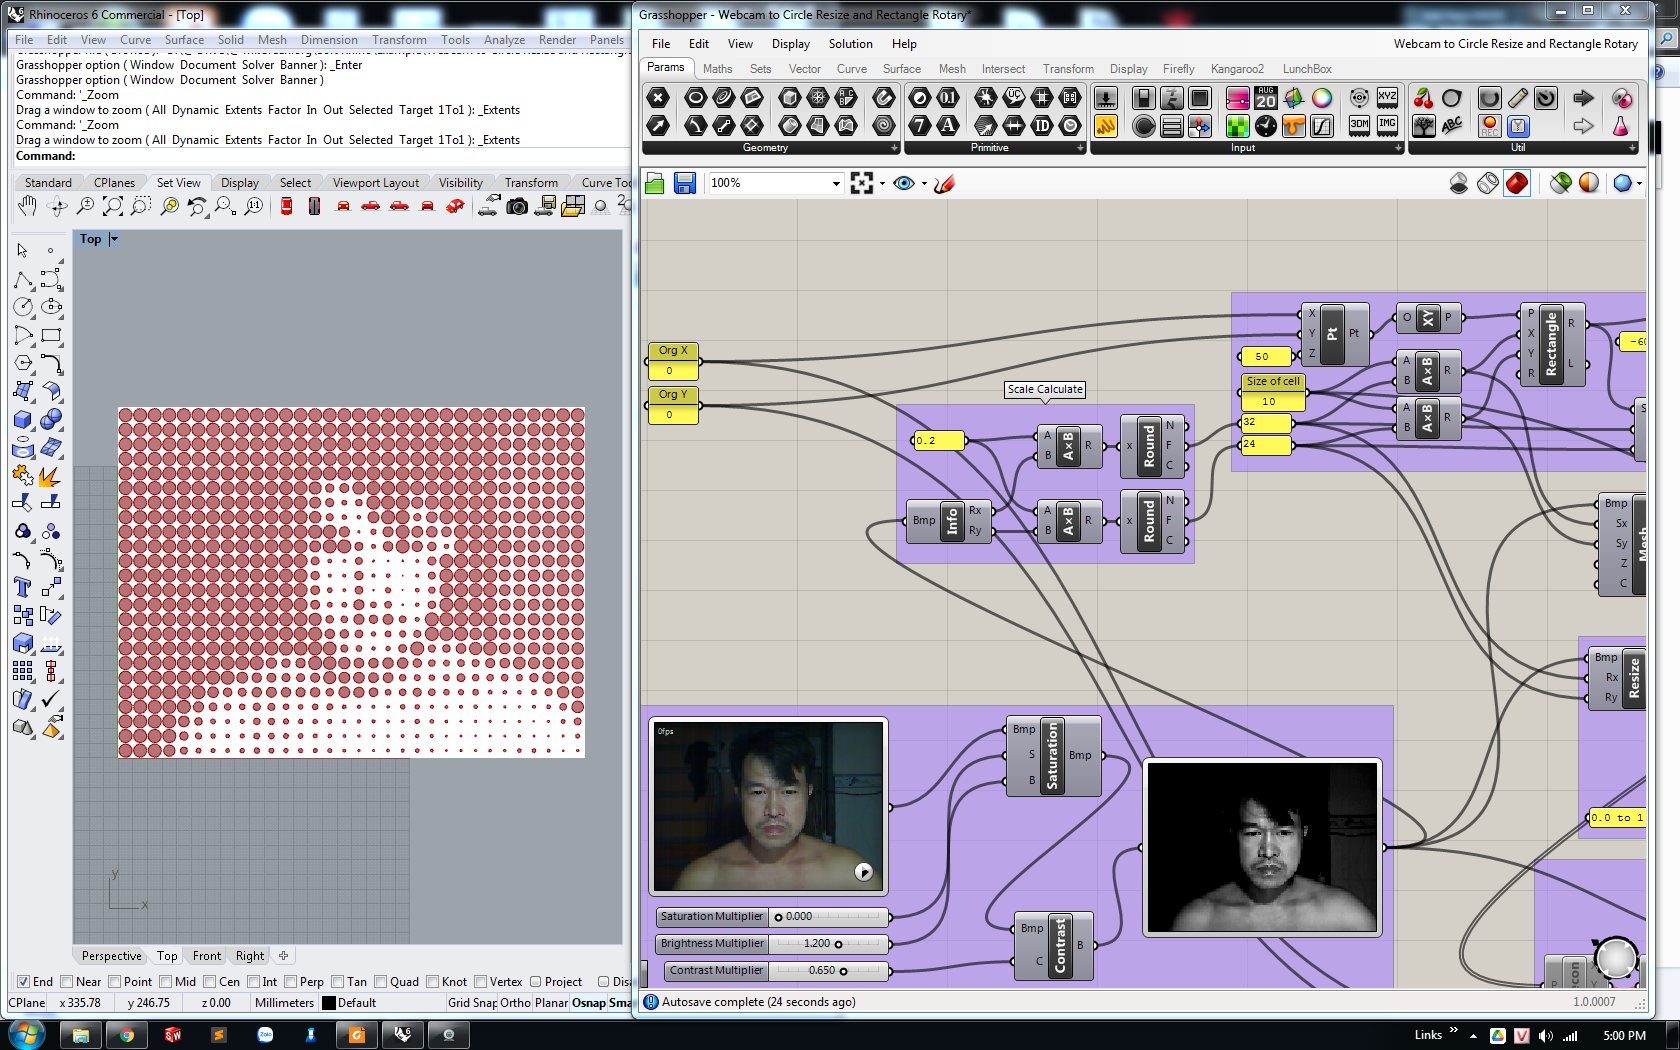 Rhinoceros 6 Commercial - [Top]
File Edit View Curve Surface Solid Mesh Dimension Transform Tools Analyze Render Panels
Grasshopper option ( Window Document Solver Banner ): _Enter
Grasshopper option ( Window Document Solver Banner )
Command: '_Zoom
Drag a window to zoom ( All Dynamic Extents Factor In Out Selected Target 1To1 ): _Extents
Command: '_Zoom
Drag a window to zoom ( All Dynamic Extents Factor In Out Selected Target 1To1 ): _Extents
Command:
Standard CPlanes Set View Display Select Viewport Layout Visibility Transform Curve Too
Top
y
x
Perspective Top Front Right
End Near Point Mid Cen Int Perp Tan Quad Knot Vertex Project Disa
CPlane x 335.78 y 246.75 z 0.00 Millimeters Default Grid Snap Ortho Planar Osnap Sma
Grasshopper - Webcam to Circle Resize and Rectangle Rotary*
File Edit View Display Solution Help
Webcam to Circle Resize and Rectangle Rotary
Params Maths Sets Vector Curve Surface Mesh Intersect Transform Display Firefly Kangaroo2 LunchBox
AUG
20
XYZ
ABC
ID
3DM
IMG
REC
Geometry Primitive Input Util
100%
Org X
0
Org Y
0
Scale Calculate
0.2
A
B
A×B
R
x
Round
N
F
C
Bmp
Info
Rx
Ry
A
B
A×B
R
x
Round
N
F
C
X
Y
Z
Pt
Pt
50
Size of cell
10
32
24
O
XY
P
A
B
A×B
R
A
B
A×B
R
P
X
Y
R
Rectangle
R
L
-60
Bmp
Sx
Sy
Z
C
Mesh
Bmp
Rx
Ry
Resize
0.0 to 1
0fps
Bmp
S
B
Saturation
Bmp
Saturation Multiplier 0.000
Brightness Multiplier 1.200
Contrast Multiplier 0.650
Bmp
C
Contrast
B
Autosave complete (24 seconds ago)
1.0.0007
Links
5:00 PM